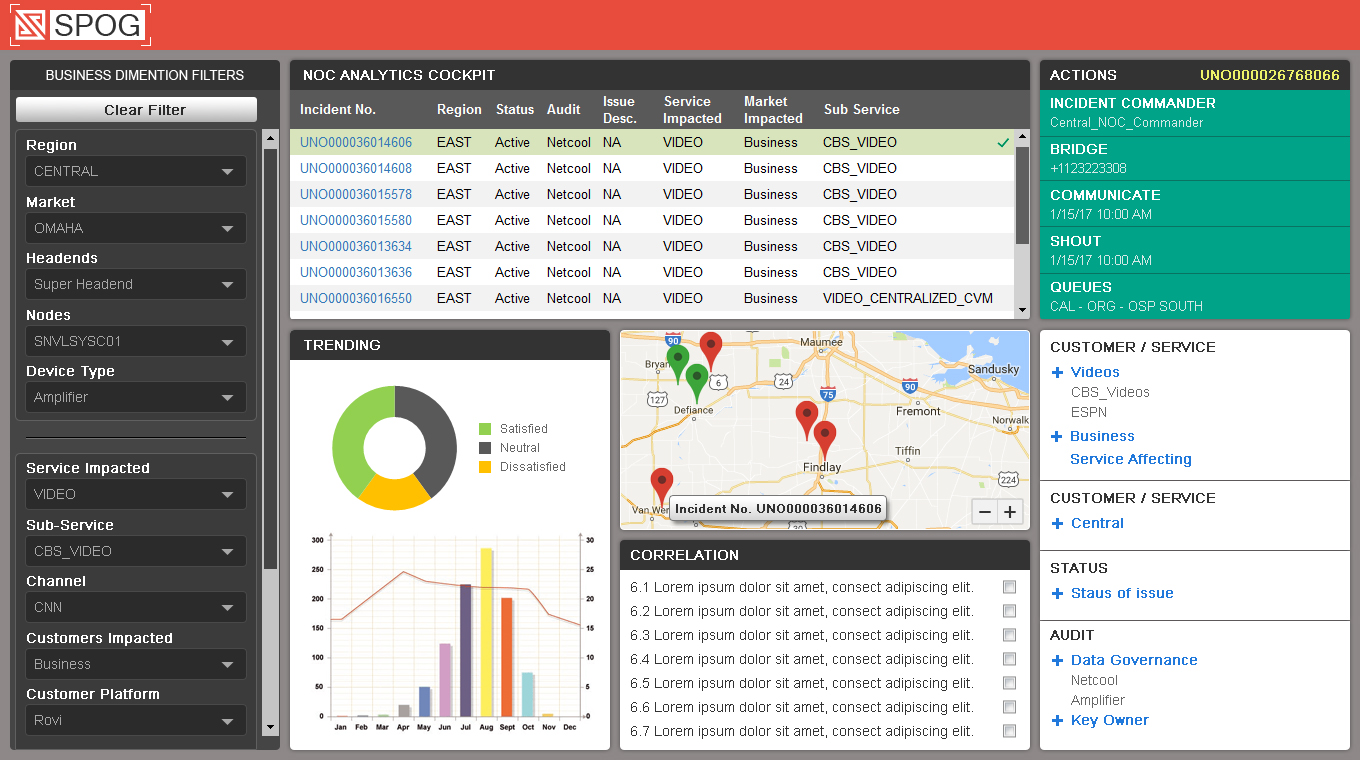 SPOG
BUSINESS DIMENTION FILTERS
Clear Filter
Region
CENTRAL
Market
OMAHA
Headends
Super Headend
Nodes
SNVLSYSC01
Device Type
Amplifier
Service Impacted
VIDEO
Sub-Service
CBS_VIDEO
Channel
CNN
Customers Impacted
Business
Customer Platform
Rovi
NOC ANALYTICS COCKPIT
Incident No. Region Status Audit Issue Desc. Service Impacted Market Impacted Sub Service
UNO000036014606 EAST Active Netcool NA VIDEO Business CBS_VIDEO
UNO000036014608 EAST Active Netcool NA VIDEO Business CBS_VIDEO
UNO000036015578 EAST Active Netcool NA VIDEO Business CBS_VIDEO
UNO000036015580 EAST Active Netcool NA VIDEO Business CBS_VIDEO
UNO000036013634 EAST Active Netcool NA VIDEO Business CBS_VIDEO
UNO000036013636 EAST Active Netcool NA VIDEO Business CBS_VIDEO
UNO000036016550 EAST Active Netcool NA VIDEO Business VIDEO_CENTRALIZED_CVM
ACTIONS UNO000026768066
INCIDENT COMMANDER
Central_NOC_Commander
BRIDGE
+1123223308
COMMUNICATE
1/15/17 10:00 AM
SHOUT
1/15/17 10:00 AM
QUEUES
CAL - ORG - OSP SOUTH
TRENDING
Satisfied
Neutral
Dissatisfied
300 30
250 25
200 20
150 15
100 10
50 5
0 0
Jan Feb Mar Apr May Jun Jul Aug Sept Oct Nov Dec
90
Maumee
Bryan
6
24
Sandusky
127
75
90
Defiance
Fremont
Norwalk
Tiffin
Findlay
224
Van Wert
Incident No. UNO000036014606
30
CORRELATION
6.1 Lorem ipsum dolor sit amet, consect adipiscing elit.
6.2 Lorem ipsum dolor sit amet, consect adipiscing elit.
6.3 Lorem ipsum dolor sit amet, consect adipiscing elit.
6.4 Lorem ipsum dolor sit amet, consect adipiscing elit.
6.5 Lorem ipsum dolor sit amet, consect adipiscing elit.
6.6 Lorem ipsum dolor sit amet, consect adipiscing elit.
6.7 Lorem ipsum dolor sit amet, consect adipiscing elit.
CUSTOMER / SERVICE
+ Videos
CBS_Videos
ESPN
+ Business
Service Affecting
CUSTOMER / SERVICE
+ Central
STATUS
+ Staus of issue
AUDIT
+ Data Governance
Netcool
Amplifier
+ Key Owner